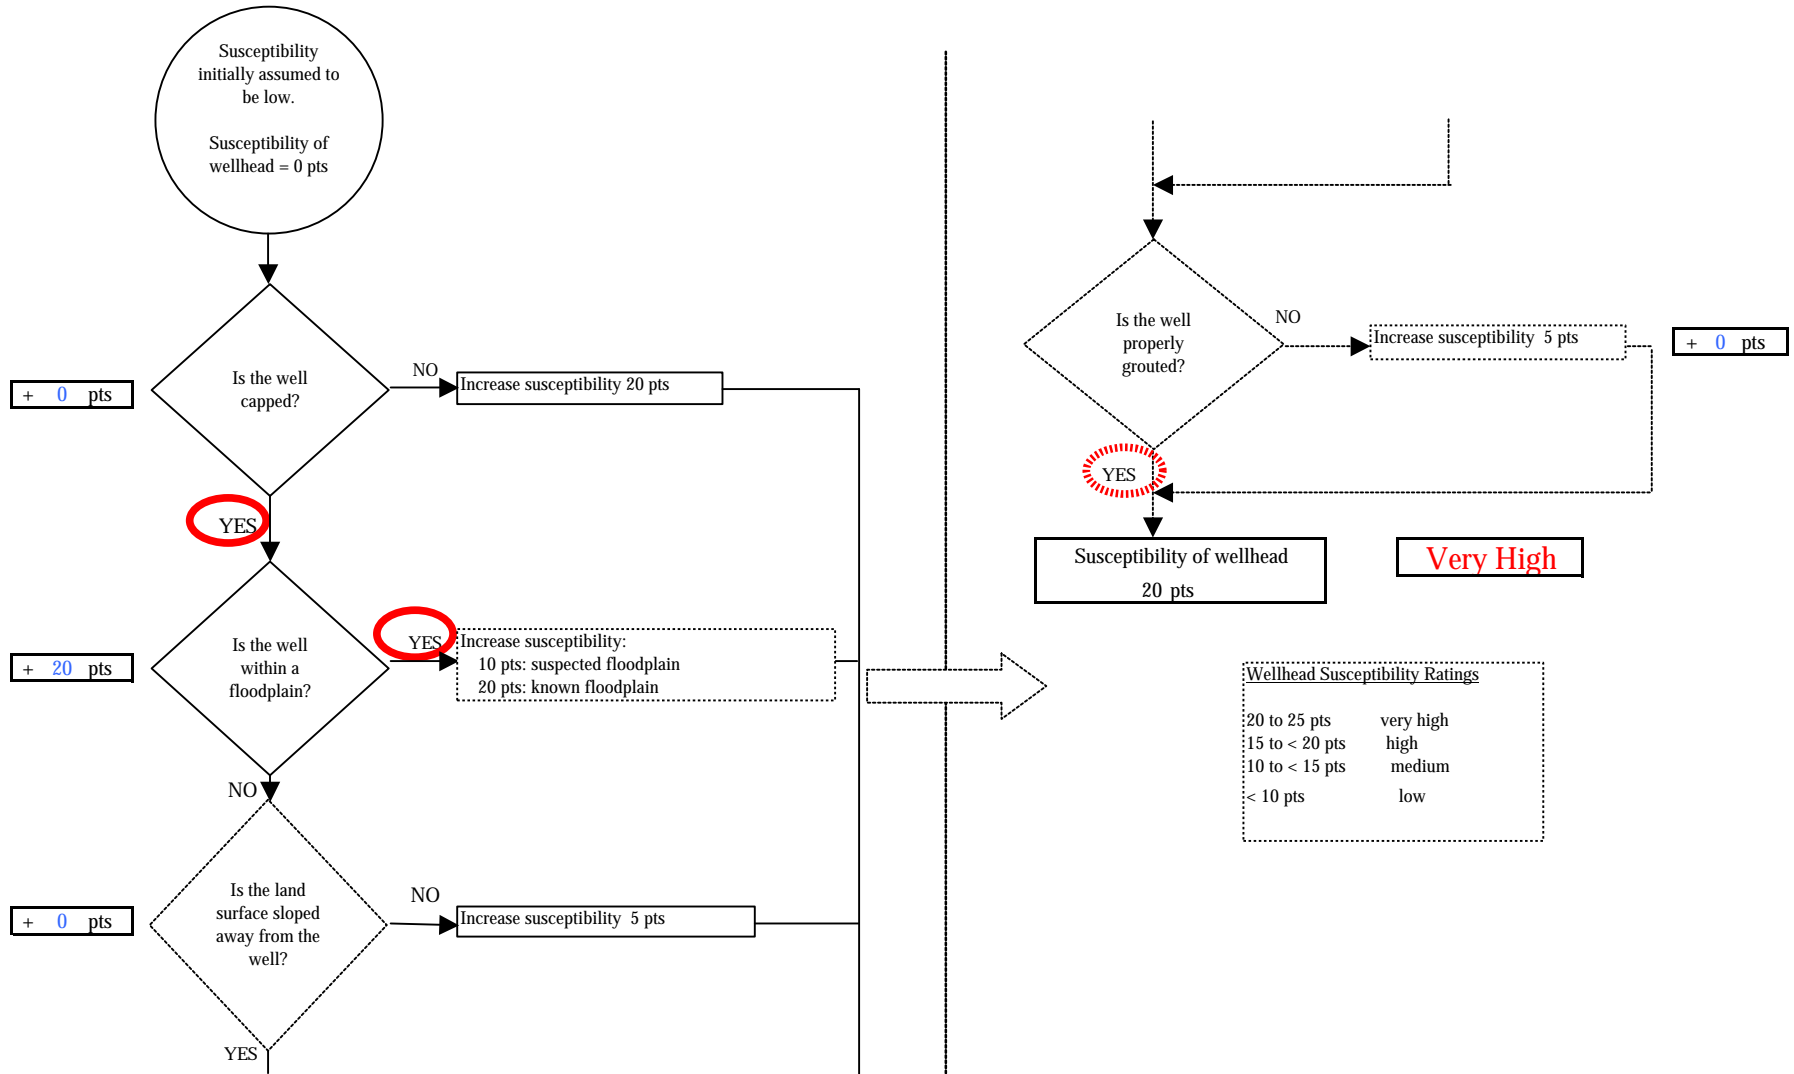 Susceptibility
initially assumed to
be low.
Susceptibility of
wellhead = 0 pts
Is the well
capped?
NO
Increase susceptibility 20 pts
+ 0 pts
YES
Is the well
within a
floodplain?
YES
Increase susceptibility:
10 pts: suspected floodplain
20 pts: known floodplain
+ 20 pts
NO
Is the land
surface sloped
away from the
well?
NO
Increase susceptibility 5 pts
+ 0 pts
YES
Is the well
properly
grouted?
NO
Increase susceptibility 5 pts
+ 0 pts
YES
Susceptibility of wellhead
20 pts
Very High
Wellhead Susceptibility Ratings
20 to 25 pts very high
15 to < 20 pts high
10 to < 15 pts medium
< 10 pts low